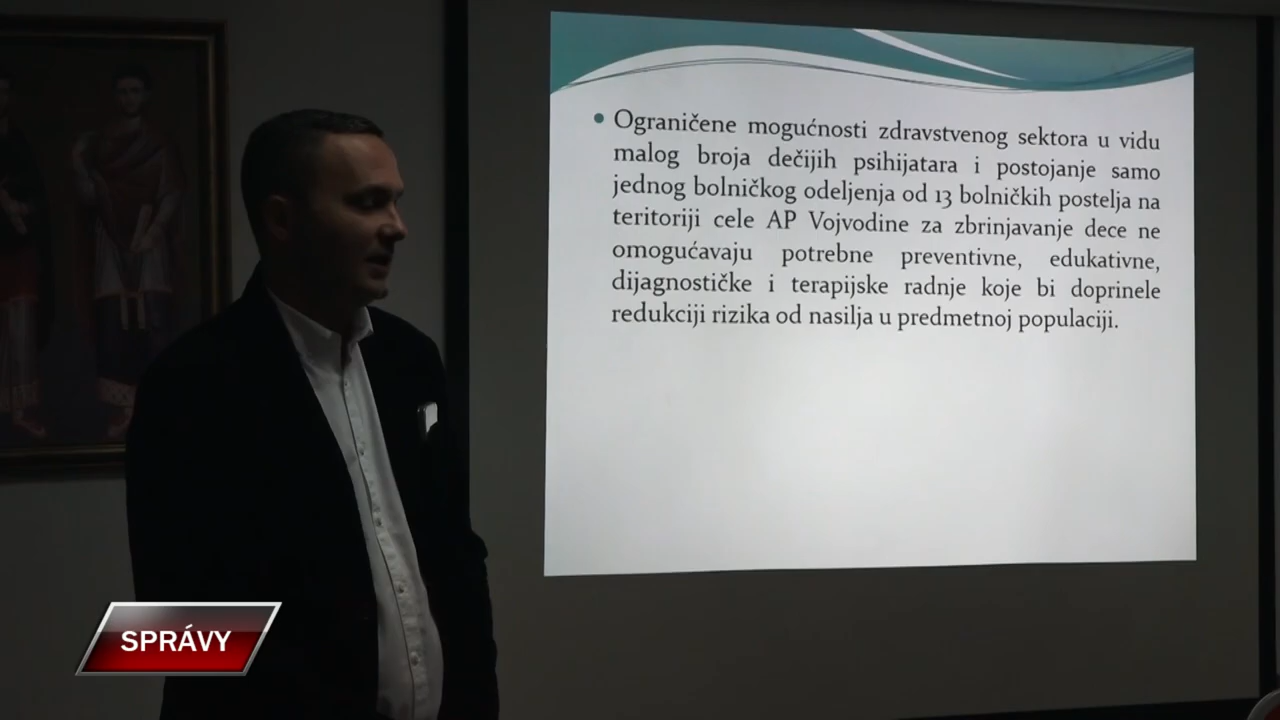 • Ograničene mogućnosti zdravstvenog sektora u vidu
malog broja dečijih psihijatara i postojanje samo
jednog bolničkog odeljenja od 13 bolničkih postelja na
teritoriji cele AP Vojvodine za zbrinjavanje dece ne
omogućavaju potrebne preventivne, edukativne,
dijagnostičke i terapijske radnje koje bi doprinele
redukciji rizika od nasilja u predmetnoj populaciji.
SPRÁVY